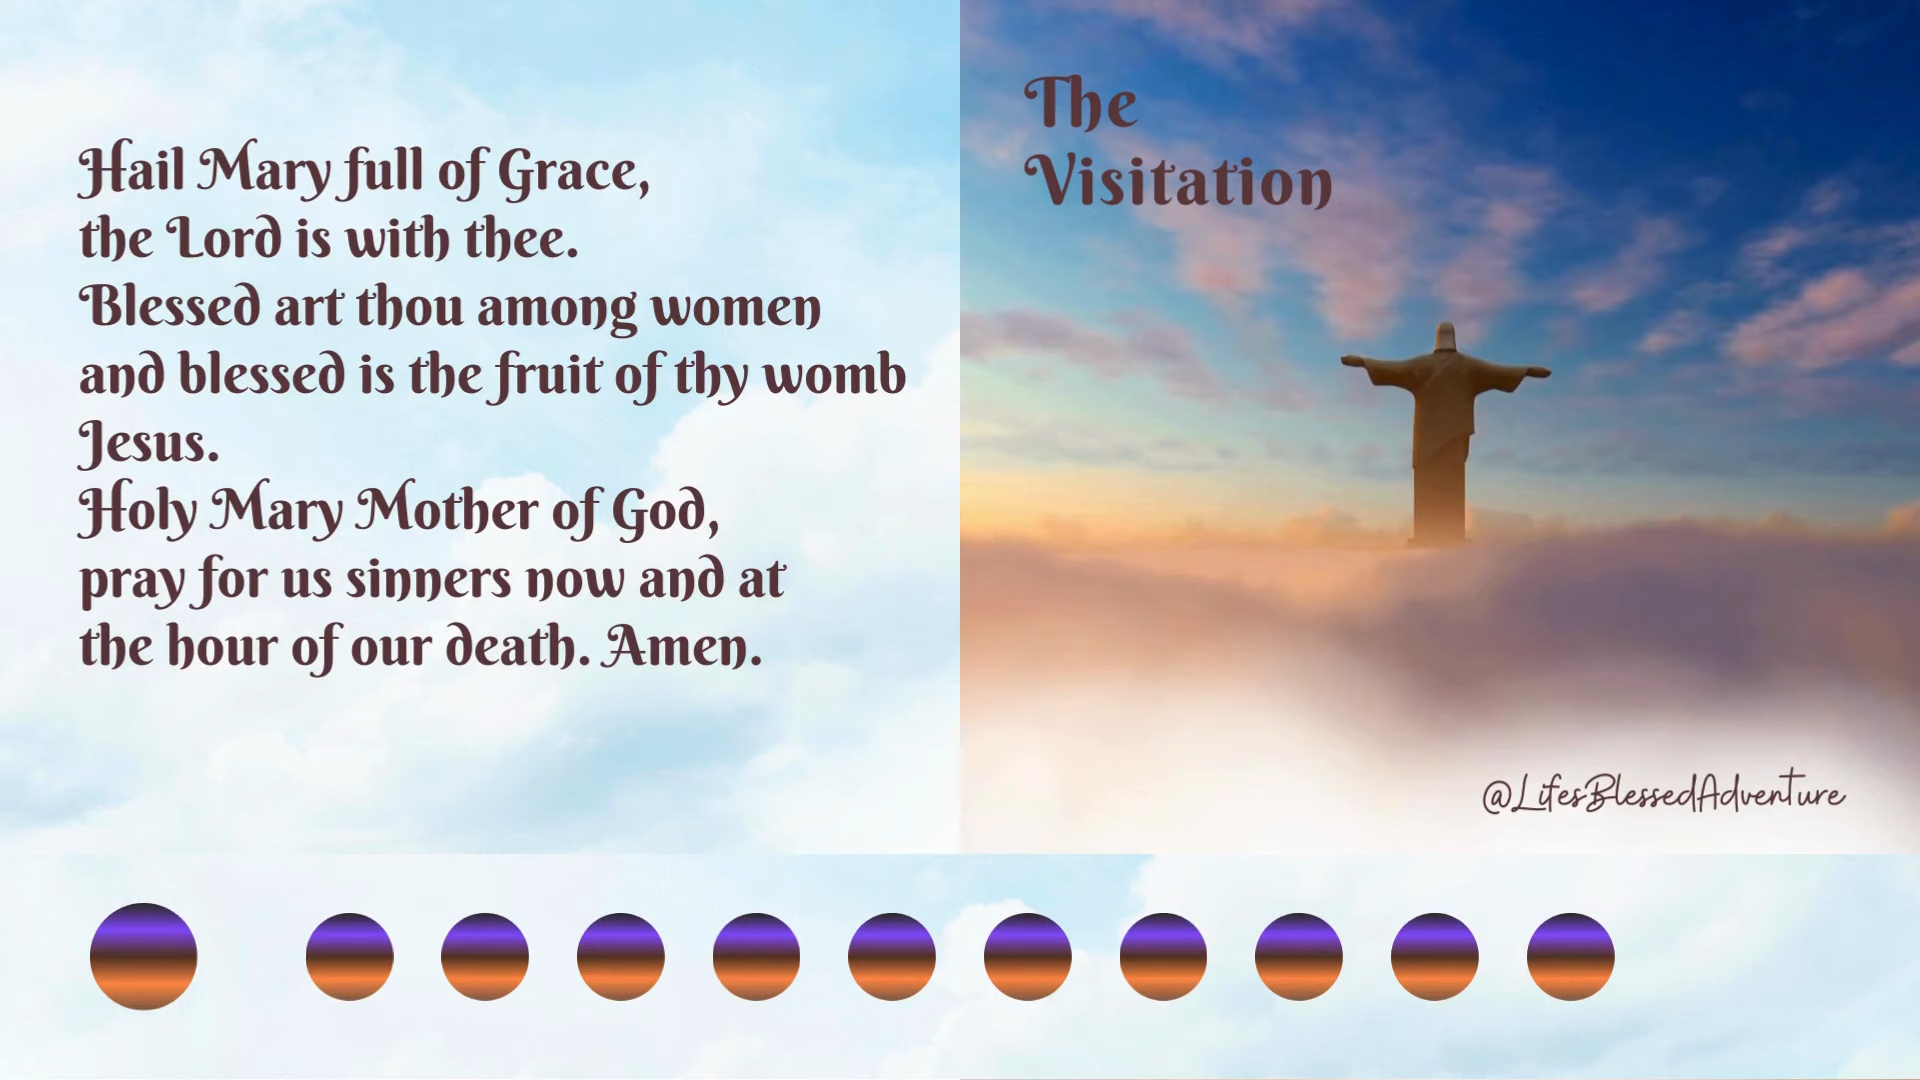 Hail Mary full of Grace,
the Lord is with thee.
Blessed art thou among women
and blessed is the fruit of thy womb
Jesus.
Holy Mary Mother of God,
pray for us sinners now and at
the hour of our death. Amen.
The
Visitation
@LifesBlessedAdventure